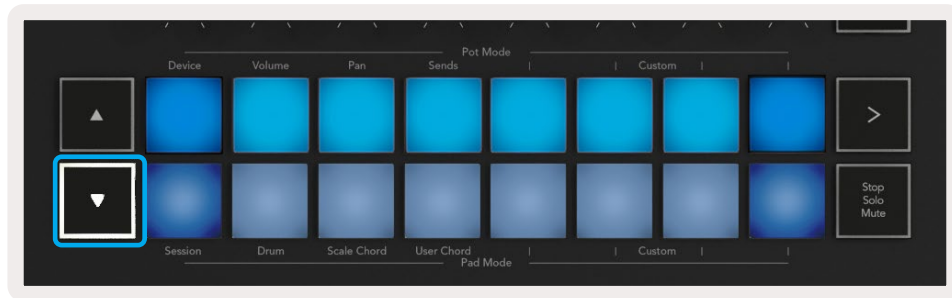 Pot Mode
Device Volume Pan Sends Custom
Stop
Solo
Mute
Session Drum Scale Chord User Chord Custom
Pad Mode